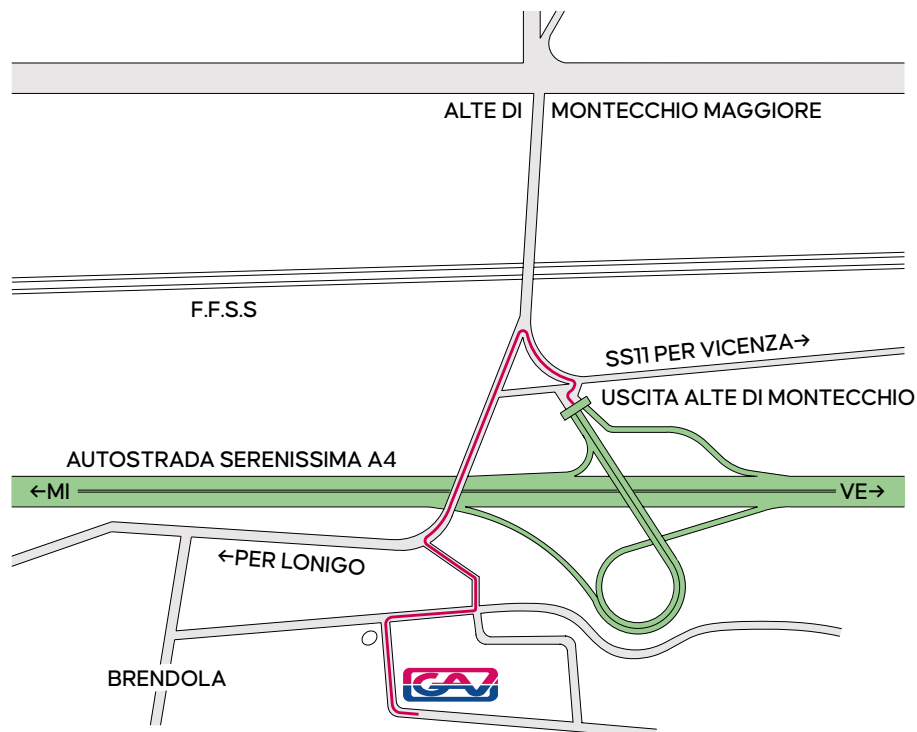 ALTE DI MONTECCHIO MAGGIORE
F.F.S.S
SS11 PER VICENZA→
USCITA ALTE DI MONTECCHIO
AUTOSTRADA SERENISSIMA A4
←MI VE→
←PER LONIGO
BRENDOLA
GAV